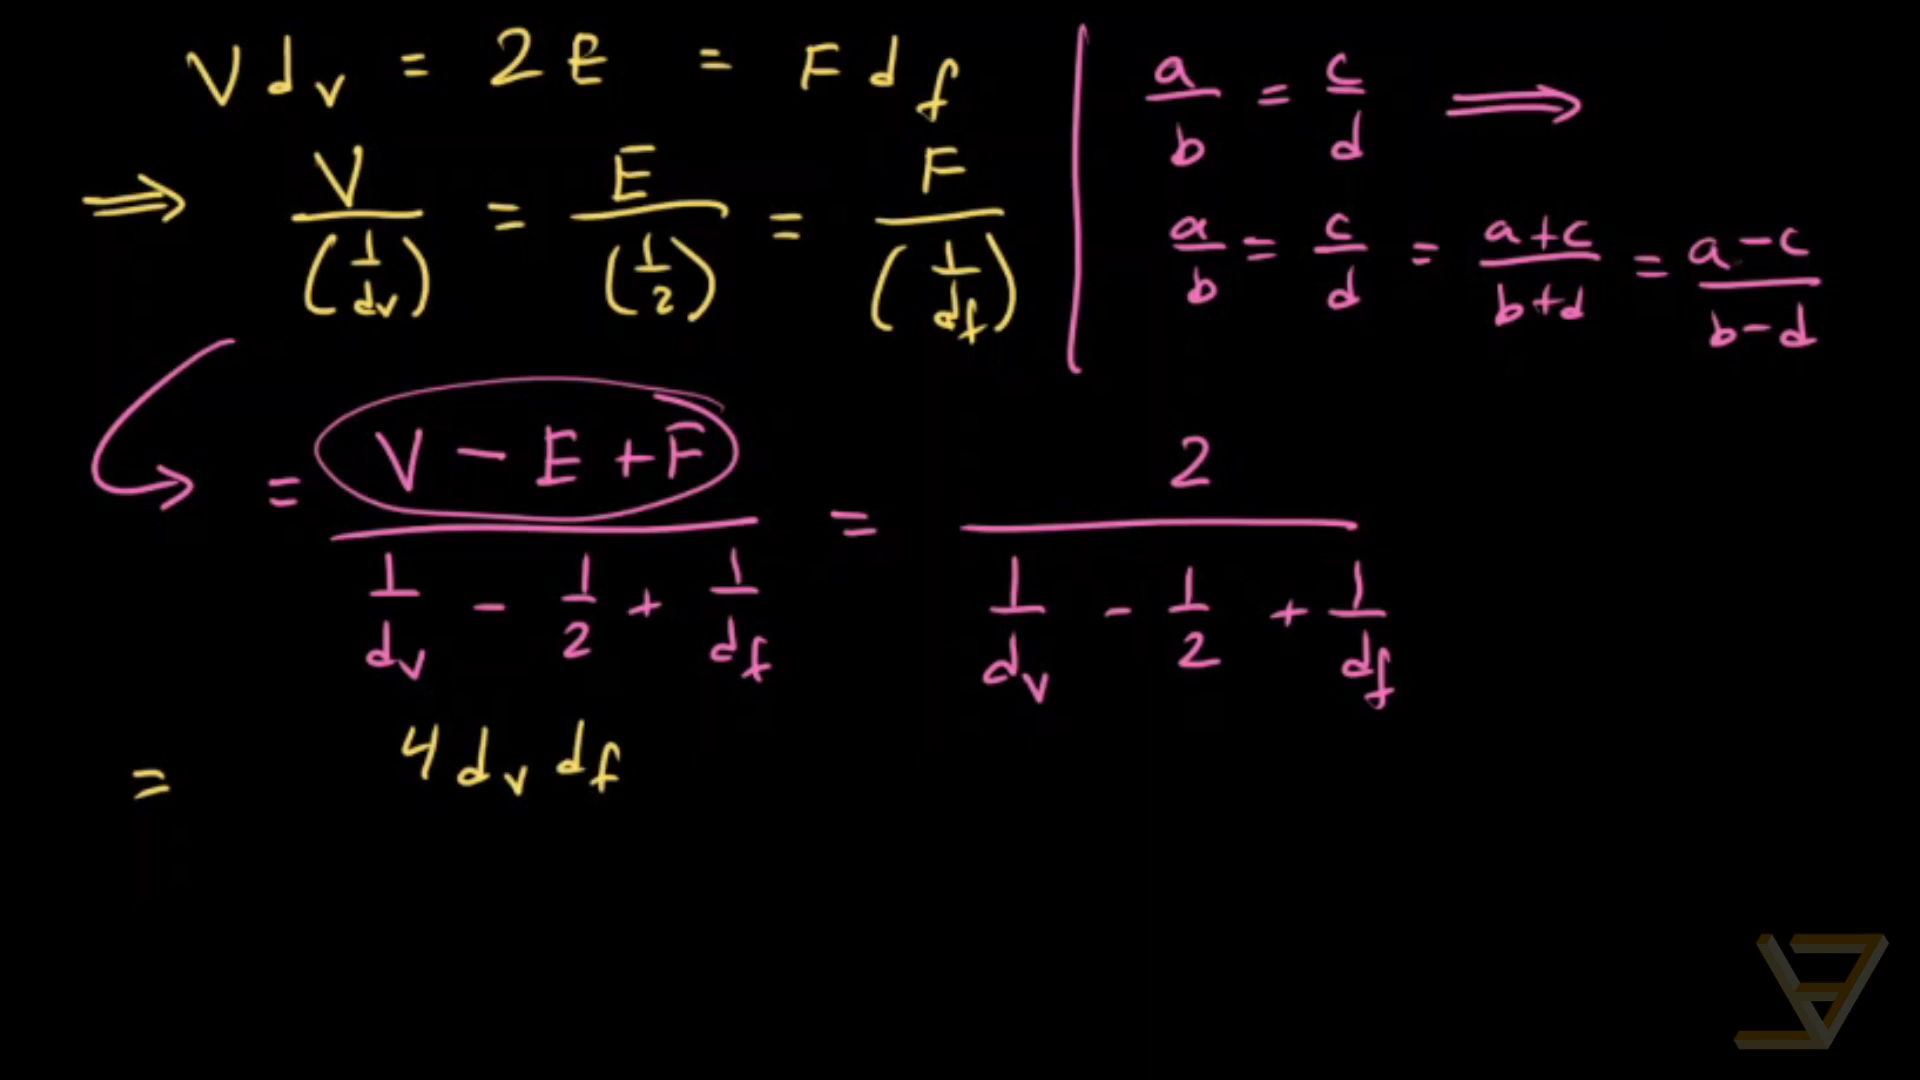 V d_v = 2 E = F d_f
⟹ V/(1/d_v) = E/(1/2) = F/(1/d_f)
a/b = c/d ⟹
a/b = c/d = (a+c)/(b+d) = (a-c)/(b-d)
= (V - E + F)/(1/d_v - 1/2 + 1/d_f) = 2/(1/d_v - 1/2 + 1/d_f)
= 4 d_v d_f